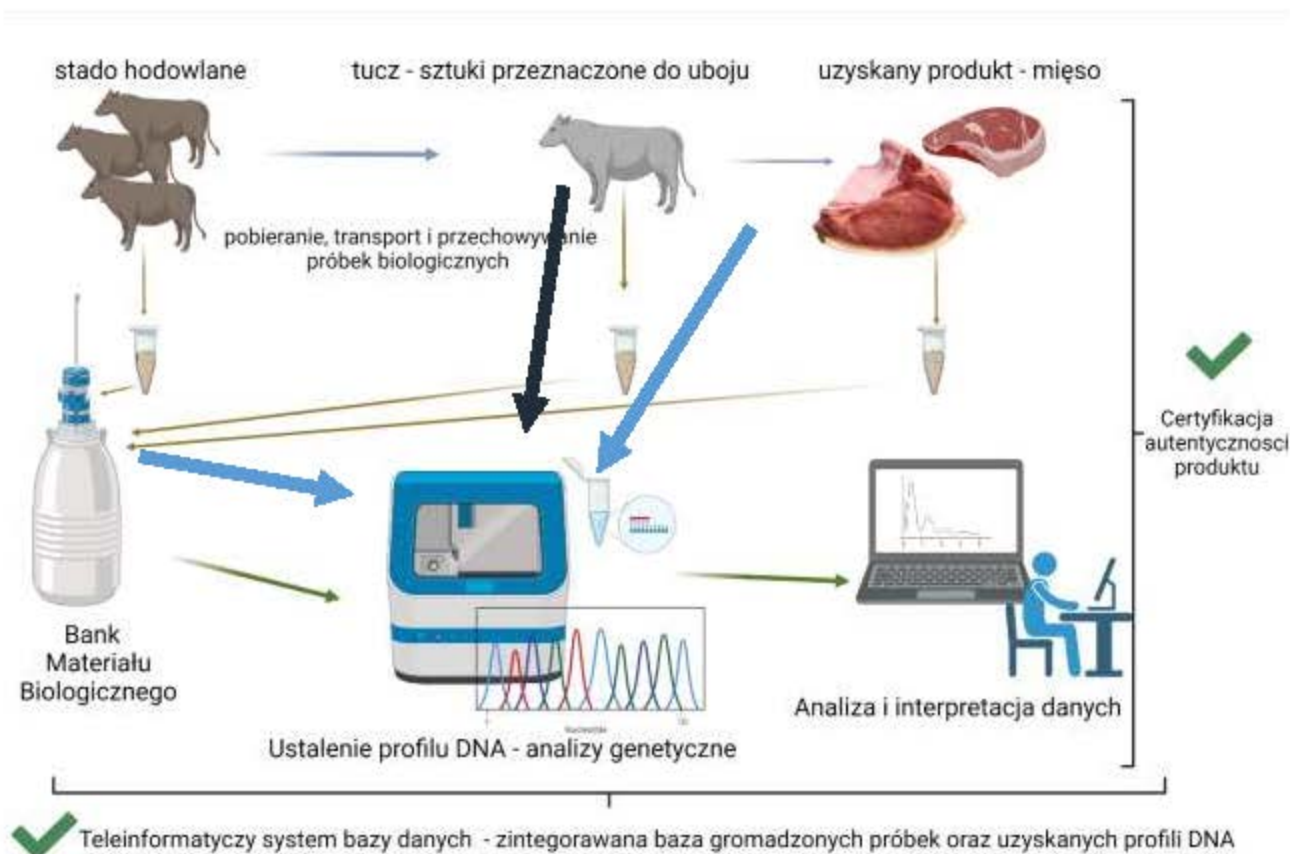 stado hodowlane
tucz - sztuki przeznaczone do uboju
uzyskany produkt - mięso
pobieranie, transport i przechowywanie
próbek biologicznych
Certyfikacja
autentycznosci
produktu
Bank
Materiału
Biologicznego
Ustalenie profilu DNA - analizy genetyczne
Analiza i interpretacja danych
Teleinformatyczy system bazy danych - zintegorawana baza gromadzonych próbek oraz uzyskanych profili DNA